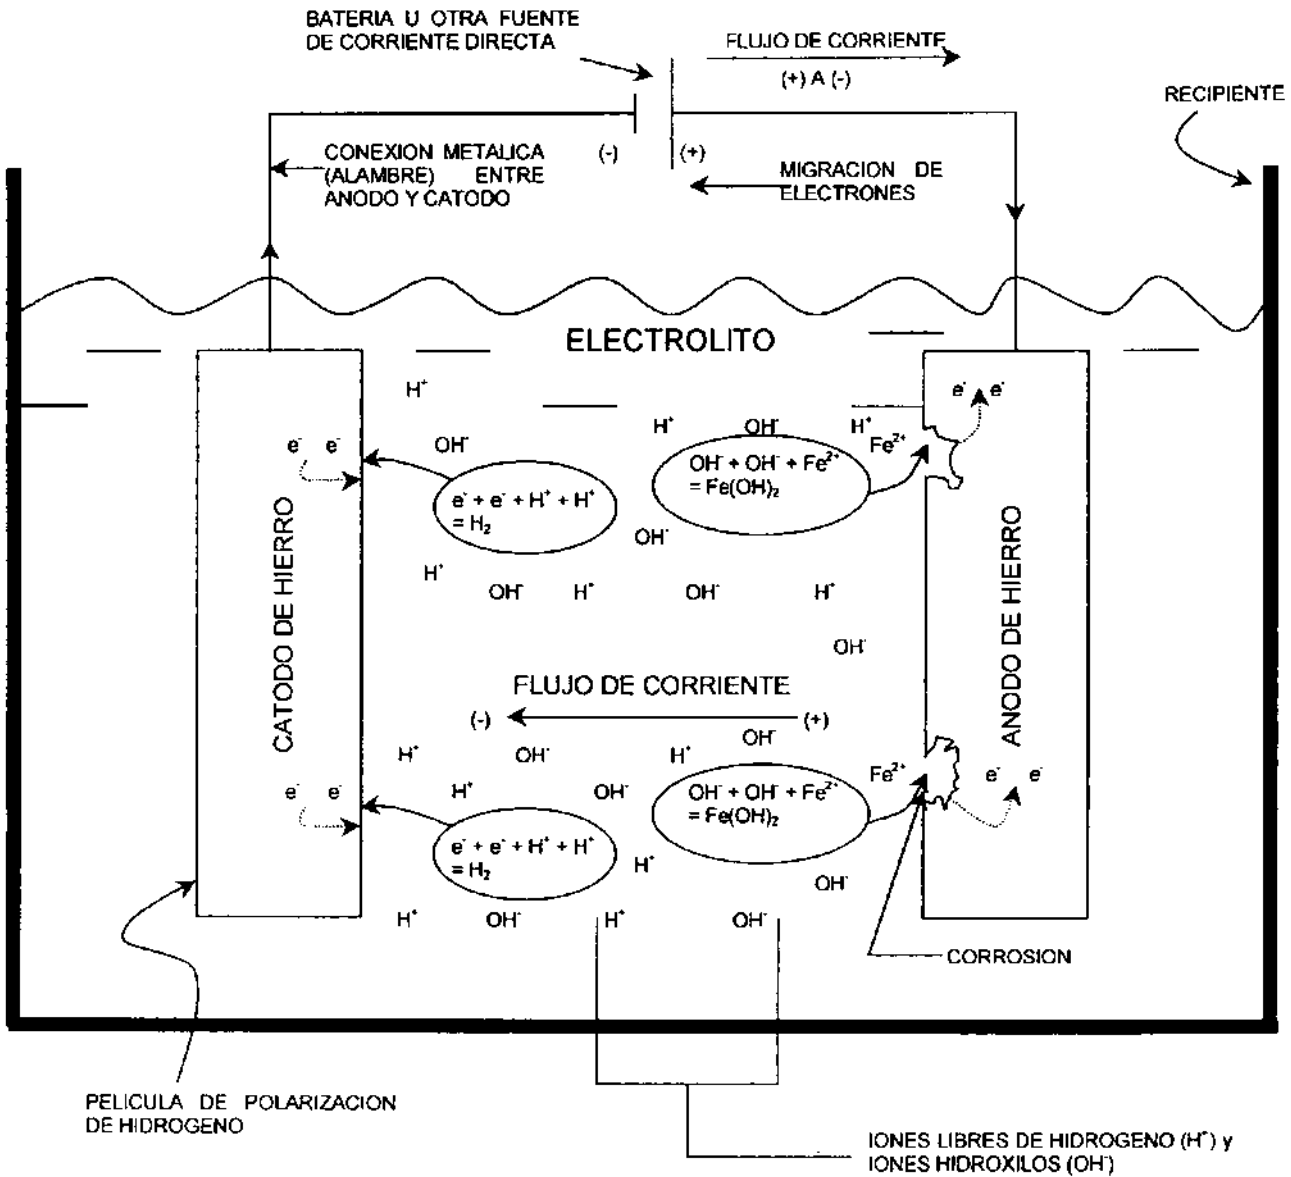 BATERIA U OTRA FUENTE
DE CORRIENTE DIRECTA
FLUJO DE CORRIENTE
(+) A (-)
RECIPIENTE
CONEXION METALICA
(ALAMBRE) ENTRE
ANODO Y CATODO
(-)
(+)
MIGRACION DE
ELECTRONES
ELECTROLITO
H⁺
e⁻ e⁻
H⁺
OH⁻
H⁺
e⁻ e⁻
OH⁻
Fe²⁺
OH⁻ + OH⁻ + Fe²⁺
= Fe(OH)₂
e⁻ + e⁻ + H⁺ + H⁺
= H₂
OH⁻
H⁺
OH⁻
H⁺
OH⁻
H⁺
OH⁻
CATODO DE HIERRO
ANODO DE HIERRO
FLUJO DE CORRIENTE
(-)
(+)
OH⁻
H⁺
OH⁻
H⁺
Fe²⁺
e⁻ e⁻
e⁻ e⁻
H⁺
OH⁻
OH⁻ + OH⁻ + Fe²⁺
= Fe(OH)₂
e⁻ + e⁻ + H⁺ + H⁺
= H₂
H⁺
OH⁻
H⁺
OH⁻
H⁺
OH⁻
CORROSION
PELICULA DE POLARIZACION
DE HIDROGENO
IONES LIBRES DE HIDROGENO (H⁺) y
IONES HIDROXILOS (OH⁻)